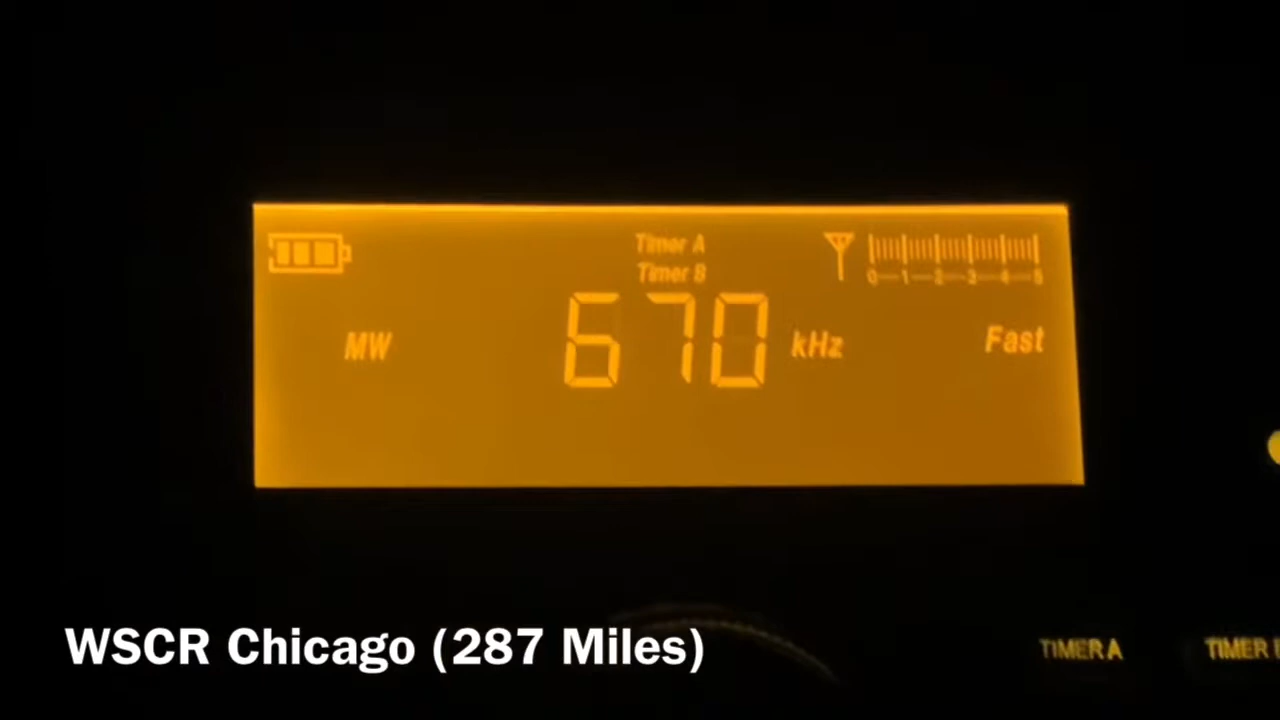 Timer A
Timer B
0 1 2 3 4 5
MW 670 kHz Fast
WSCR Chicago (287 Miles)
TIMER A TIMER